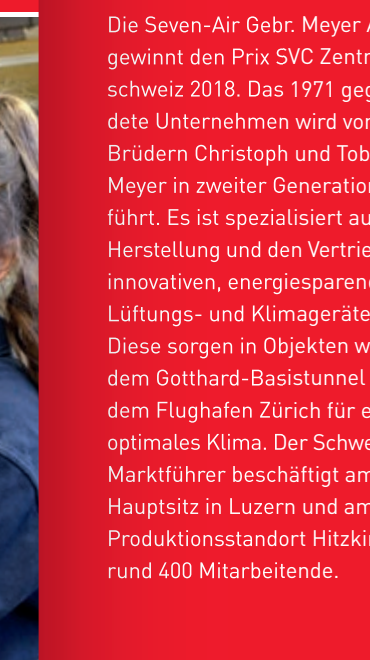 Die Seven-Air Gebr. Meyer
gewinnt den Prix SVC Zentr
schweiz 2018. Das 1971 geg
dete Unternehmen wird vor
Brüdern Christoph und Tob
Meyer in zweiter Generation
führt. Es ist spezialisiert au
Herstellung und den Vertrie
innovativen, energiesparen
Lüftungs- und Klimageräte
Diese sorgen in Objekten w
dem Gotthard-Basistunnel
dem Flughafen Zürich für e
optimales Klima. Der Schwe
Marktführer beschäftigt am
Hauptsitz in Luzern und am
Produktionsstandort Hitzki
rund 400 Mitarbeitende.